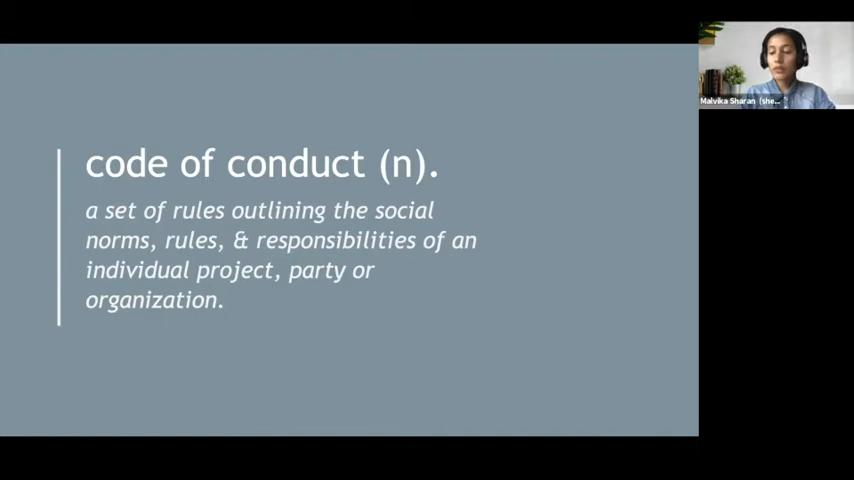 code of conduct (n).
a set of rules outlining the social
norms, rules, & responsibilities of an
individual project, party or
organization.
Malvika Sharan (she...